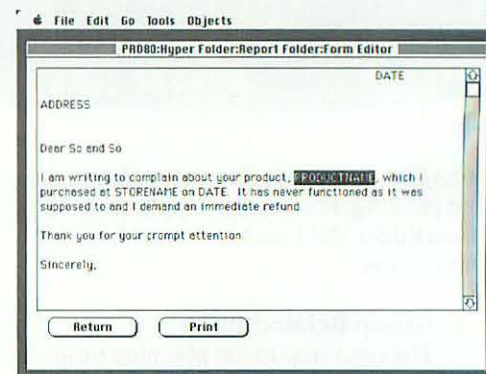 File Edit Go Tools Objects
PRO80:Hyper Folder:Report Folder:Form Editor
DATE
ADDRESS
Dear So and So
I am writing to complain about your product, PRODUCTNAME, which I
purchased at STORENAME on DATE. It has never functioned as it was
supposed to and I demand an immediate refund
Thank you for your prompt attention.
Sincerely,
Return Print